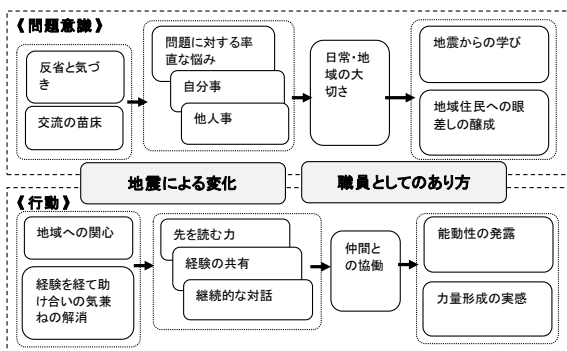 《問題意識》
反省と気づ
き
交流の苗床
問題に対する率
直な悩み
自分事
他人事
日常・地
域の大
切さ
地震からの学び
地域住民への眼
差しの醸成
地震による変化
職員としてのあり方
《行動》
地域への関心
経験を経て助
け合いの気兼
ねの解消
先を読む力
経験の共有
継続的な対話
仲間と
の協働
能動性の発露
力量形成の実感